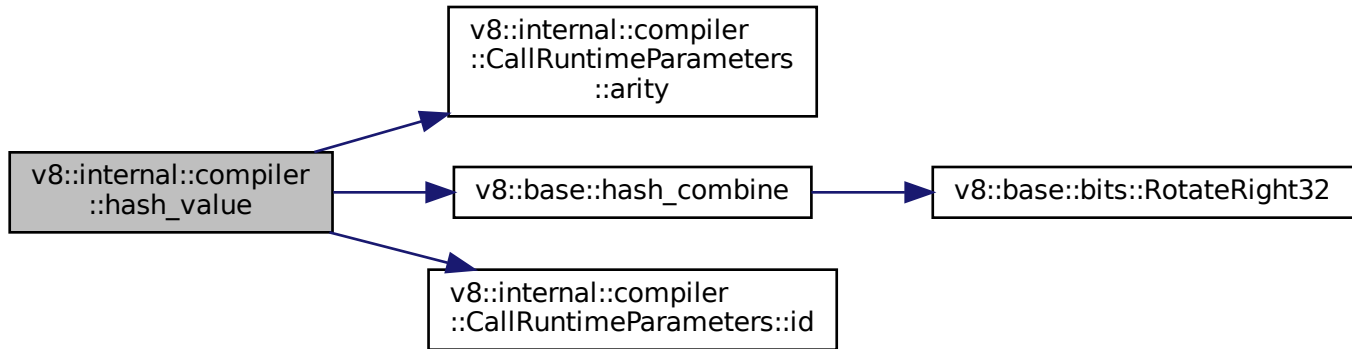 v8::internal::compiler
::CallRuntimeParameters
::arity
v8::internal::compiler
::hash_value
v8::base::hash_combine
v8::base::bits::RotateRight32
v8::internal::compiler
::CallRuntimeParameters::id